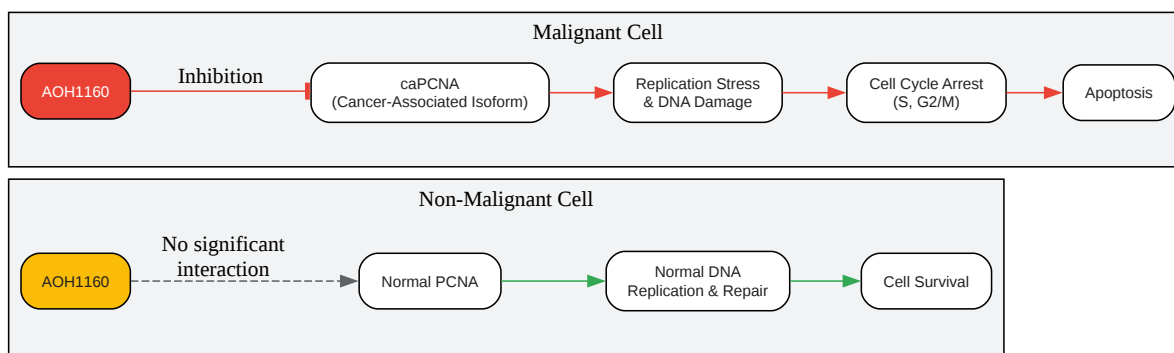 Malignant Cell
AOH1160
Inhibition
caPCNA
(Cancer-Associated Isoform)
Replication Stress
& DNA Damage
Cell Cycle Arrest
(S, G2/M)
Apoptosis
Non-Malignant Cell
AOH1160
No significant
interaction
Normal PCNA
Normal DNA
Replication & Repair
Cell Survival